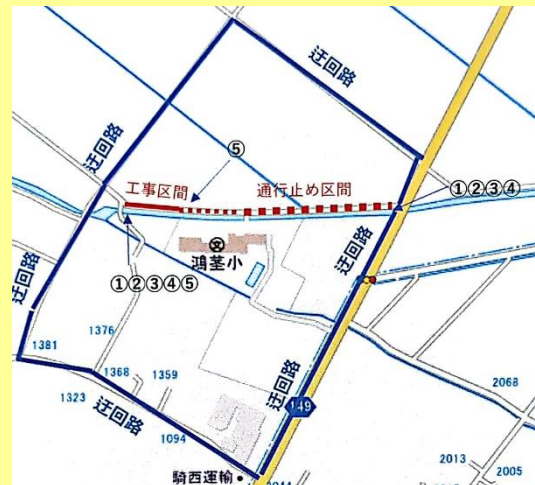 迂回路
迂回路
⑤
工事区間
通行止め区間
①②③④
鴻茎小
迂回路
①②③④⑤
迂回路
1376
1381
1368
1359
迂回路
149
2068
1323
迂回路
1094
2013
2005
騎西運輸